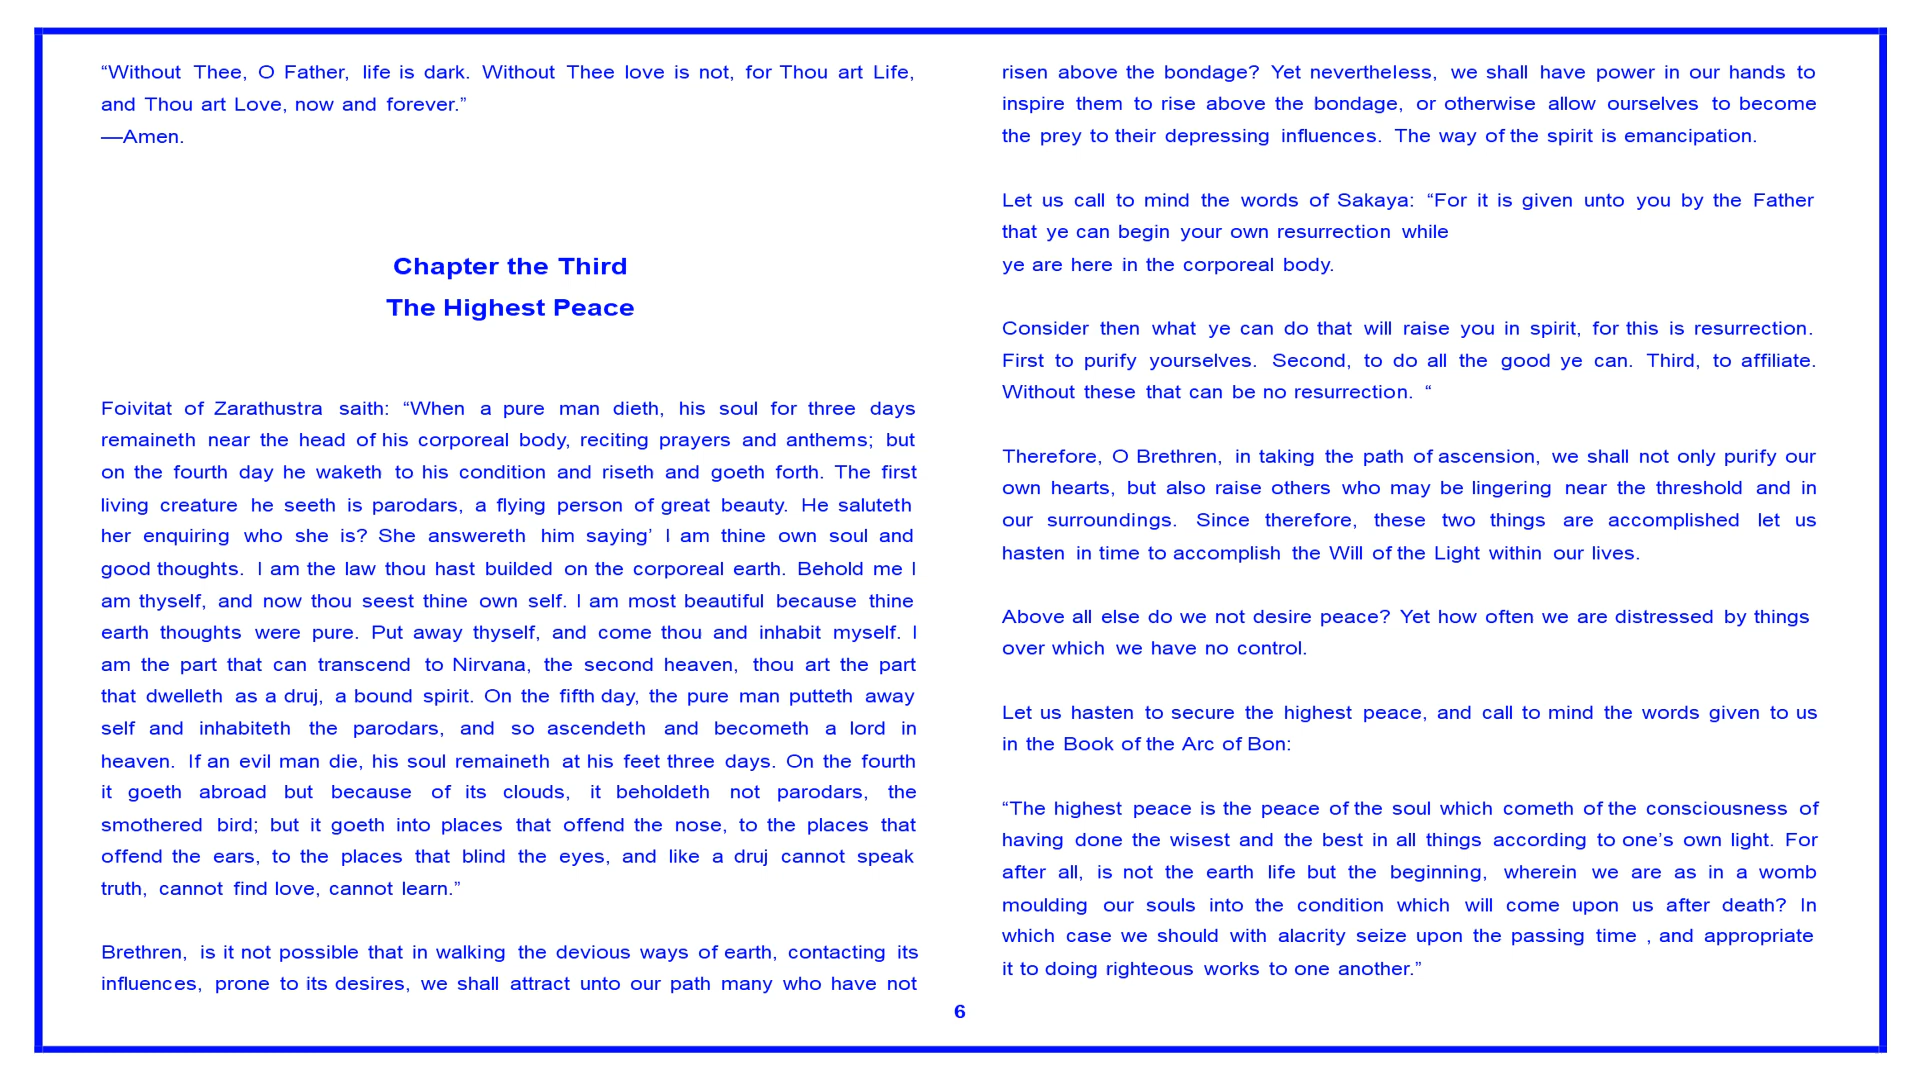 “Without Thee, O Father, life is dark. Without Thee love is not, for Thou art Life,
and Thou art Love, now and forever.”
—Amen.
Chapter the Third
The Highest Peace
Foivitat of Zarathustra saith: “When a pure man dieth, his soul for three days
remaineth near the head of his corporeal body, reciting prayers and anthems; but
on the fourth day he waketh to his condition and riseth and goeth forth. The first
living creature he seeth is parodars, a flying person of great beauty. He saluteth
her enquiring who she is? She answereth him saying’ I am thine own soul and
good thoughts. I am the law thou hast builded on the corporeal earth. Behold me I
am thyself, and now thou seest thine own self. I am most beautiful because thine
earth thoughts were pure. Put away thyself, and come thou and inhabit myself. I
am the part that can transcend to Nirvana, the second heaven, thou art the part
that dwelleth as a druj, a bound spirit. On the fifth day, the pure man putteth away
self and inhabiteth the parodars, and so ascendeth and becometh a lord in
heaven. If an evil man die, his soul remaineth at his feet three days. On the fourth
it goeth abroad but because of its clouds, it beholdeth not parodars, the
smothered bird; but it goeth into places that offend the nose, to the places that
offend the ears, to the places that blind the eyes, and like a druj cannot speak
truth, cannot find love, cannot learn.”
Brethren, is it not possible that in walking the devious ways of earth, contacting its
influences, prone to its desires, we shall attract unto our path many who have not
risen above the bondage? Yet nevertheless, we shall have power in our hands to
inspire them to rise above the bondage, or otherwise allow ourselves to become
the prey to their depressing influences. The way of the spirit is emancipation.
Let us call to mind the words of Sakaya: “For it is given unto you by the Father
that ye can begin your own resurrection while
ye are here in the corporeal body.
Consider then what ye can do that will raise you in spirit, for this is resurrection.
First to purify yourselves. Second, to do all the good ye can. Third, to affiliate.
Without these that can be no resurrection. “
Therefore, O Brethren, in taking the path of ascension, we shall not only purify our
own hearts, but also raise others who may be lingering near the threshold and in
our surroundings. Since therefore, these two things are accomplished let us
hasten in time to accomplish the Will of the Light within our lives.
Above all else do we not desire peace? Yet how often we are distressed by things
over which we have no control.
Let us hasten to secure the highest peace, and call to mind the words given to us
in the Book of the Arc of Bon:
“The highest peace is the peace of the soul which cometh of the consciousness of
having done the wisest and the best in all things according to one’s own light. For
after all, is not the earth life but the beginning, wherein we are as in a womb
moulding our souls into the condition which will come upon us after death? In
which case we should with alacrity seize upon the passing time , and appropriate
it to doing righteous works to one another.”
6